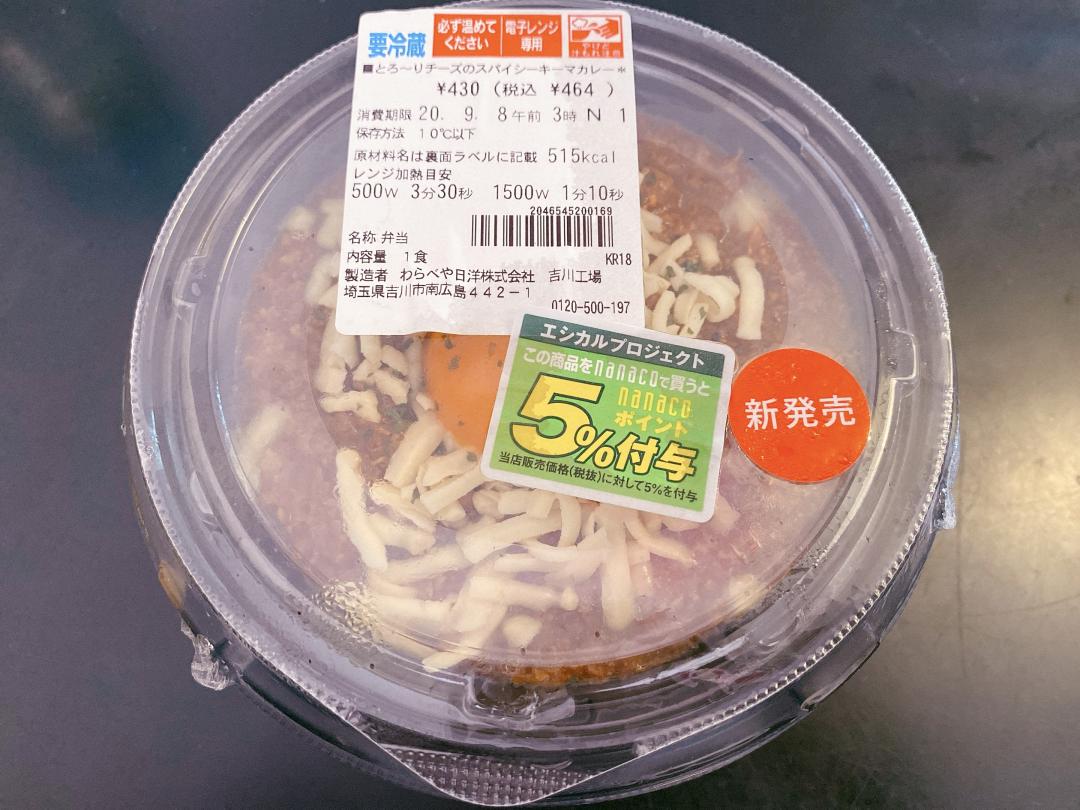 要冷蔵
必ず温めて
ください
電子レンジ
専用
やけど
汁もれ注意
■とろ～りチーズのスパイシーキーマカレー*
¥430 (税込 ¥464 )
消費期限 20. 9. 8午前 3時 N 1
保存方法 10℃以下
原材料名は裏面ラベルに記載 515kcal
レンジ加熱目安
500W 3分30秒 1500W 1分10秒
2046545200169
名称 弁当
内容量 1食 KR18
製造者 わらべや日洋株式会社 吉川工場
埼玉県吉川市南広島442-1
0120-500-197
エシカルプロジェクト
この商品をnanacoで買うと
nanaco
ポイント
5%付与
当店販売価格(税抜)に対して5%を付与
新発売